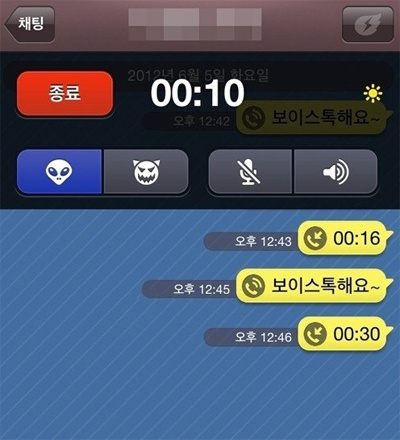 채팅
2012년 6월 5일 화요일
종료
00:10
오후 12:42 보이스톡해요~
오후 12:43 00:16
오후 12:45 보이스톡해요~
오후 12:46 00:30